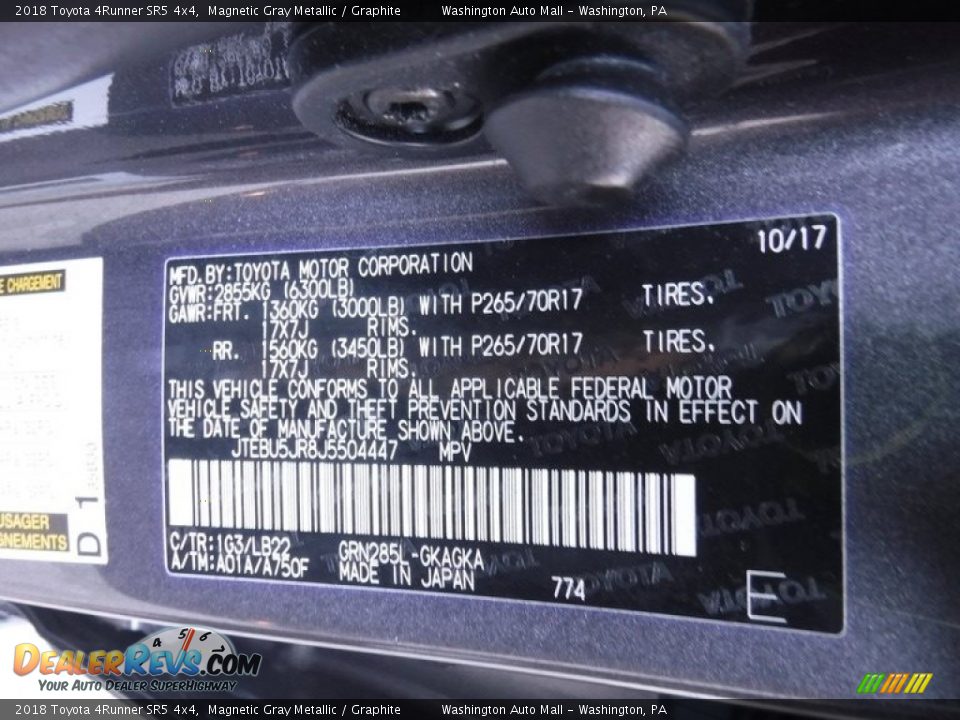 2018 Toyota 4Runner SR5 4x4, Magnetic Gray Metallic / Graphite Washington Auto Mall - Washington, PA
10/17
MFD.BY:TOYOTA MOTOR CORPORATION
GVWR:2855KG (6300LB)
GAWR:FRT. 1360KG (3000LB) WITH P265/70R17 TIRES.
17X7J RIMS.
RR. 1560KG (3450LB) WITH P265/70R17 TIRES.
17X7J RIMS.
THIS VEHICLE CONFORMS TO ALL APPLICABLE FEDERAL MOTOR
VEHICLE SAFETY AND THEFT PREVENTION STANDARDS IN EFFECT ON
THE DATE OF MANUFACTURE SHOWN ABOVE.
JTEBU5JR8J5504447 MPV
C/TR:1G3/LB22 GRN285L-GKAGKA
A/TM:A01A/A750F MADE IN JAPAN
774
E
CHARGEMENT
USAGER
GNEMENTS
D1
4 5 6
DealerRevs.com
Your Auto Dealer SuperHighway
2018 Toyota 4Runner SR5 4x4, Magnetic Gray Metallic / Graphite Washington Auto Mall - Washington, PA